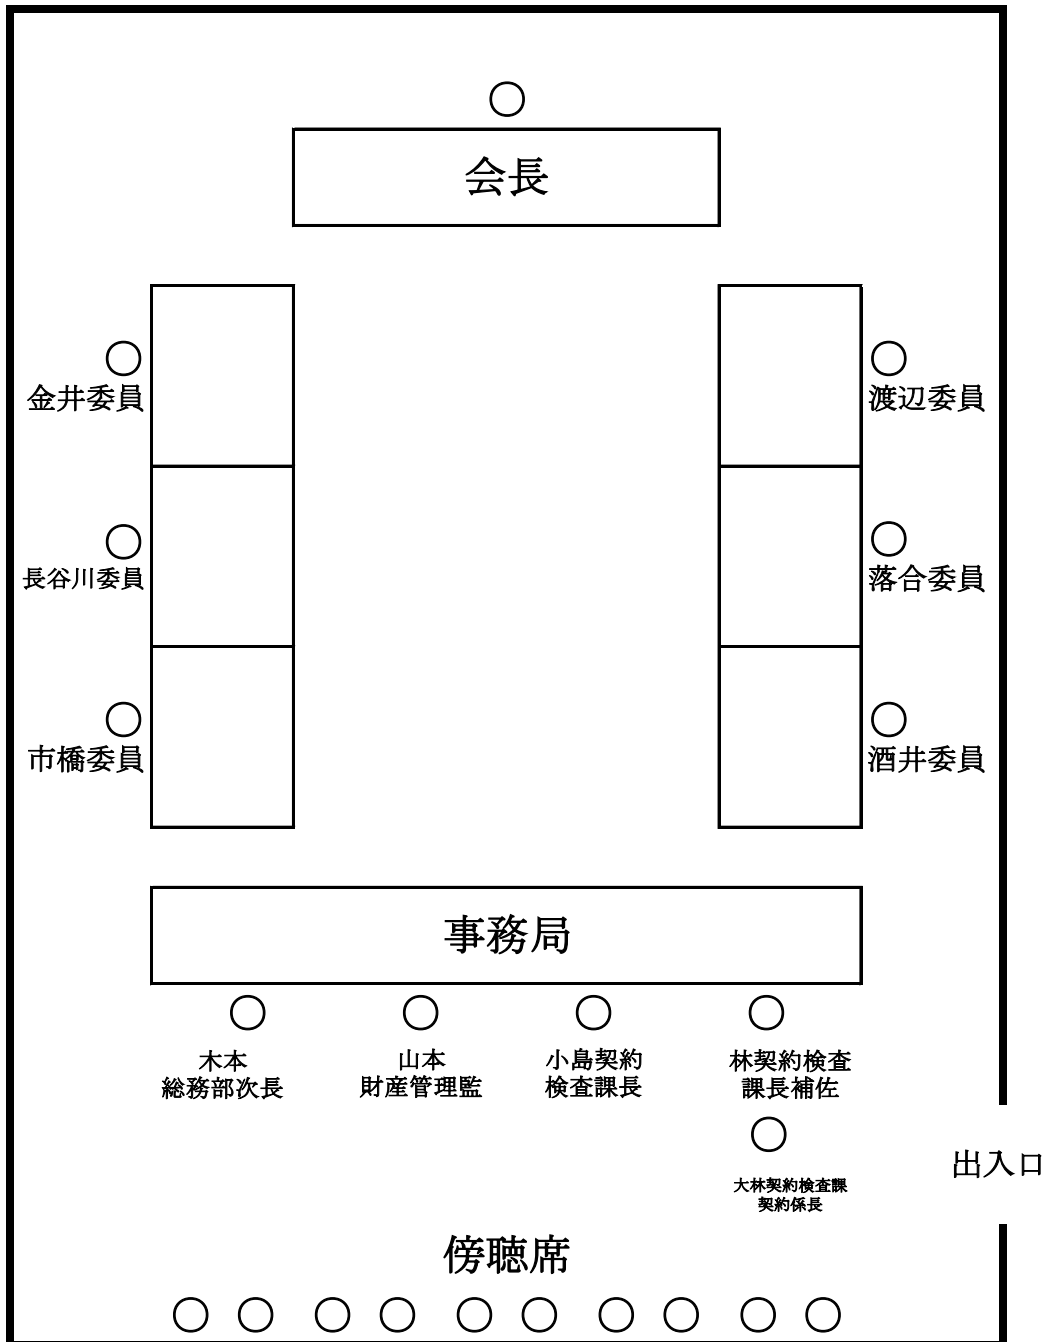 会長
金井委員
渡辺委員
長谷川委員
落合委員
市橋委員
酒井委員
事務局
木本
総務部次長
山本
財産管理監
小島契約
検査課長
林契約検査
課長補佐
大林契約検査課
契約係長
出入口
傍聴席